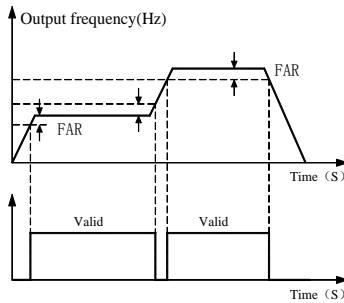 Output frequency(Hz)
FAR
FAR
Time（S）
Valid
Valid
Time（S）